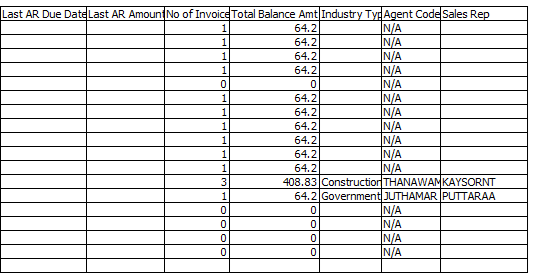 Last AR Due Date Last AR Amount No of Invoice Total Balance Amt Industry Typ Agent Code Sales Rep
1 64.2 N/A
1 64.2 N/A
1 64.2 N/A
1 64.2 N/A
0 0 N/A
1 64.2 N/A
1 64.2 N/A
1 64.2 N/A
1 64.2 N/A
1 64.2 N/A
1 64.2 N/A
3 408.83 Construction THANAWAM KAYSORNT
1 64.2 Government JUTHAMAR PUTTARAA
0 0 N/A
0 0 N/A
0 0 N/A
0 0 N/A